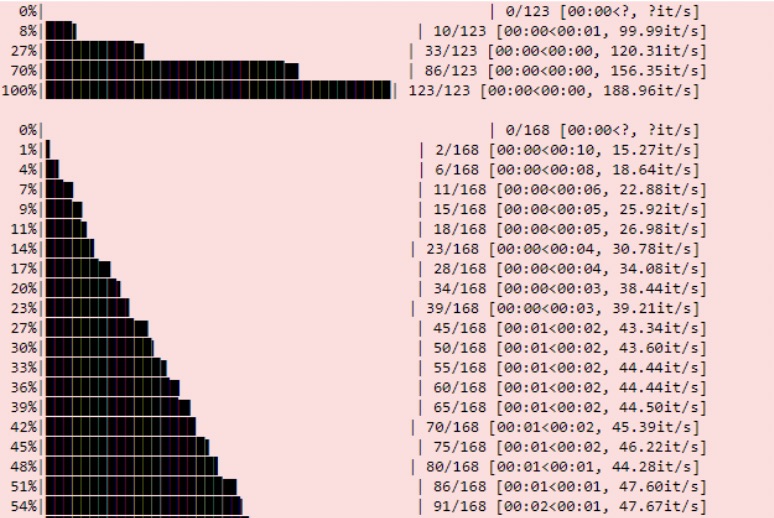 0%| | 0/123 [00:00<?, ?it/s]
8%| | 10/123 [00:00<00:01, 99.99it/s]
27%| | 33/123 [00:00<00:00, 120.31it/s]
70%| | 86/123 [00:00<00:00, 156.35it/s]
100%| | 123/123 [00:00<00:00, 188.96it/s]
0%| | 0/168 [00:00<?, ?it/s]
1%| | 2/168 [00:00<00:10, 15.27it/s]
4%| | 6/168 [00:00<00:08, 18.64it/s]
7%| | 11/168 [00:00<00:06, 22.88it/s]
9%| | 15/168 [00:00<00:05, 25.92it/s]
11%| | 18/168 [00:00<00:05, 26.98it/s]
14%| | 23/168 [00:00<00:04, 30.78it/s]
17%| | 28/168 [00:00<00:04, 34.08it/s]
20%| | 34/168 [00:00<00:03, 38.44it/s]
23%| | 39/168 [00:00<00:03, 39.21it/s]
27%| | 45/168 [00:01<00:02, 43.34it/s]
30%| | 50/168 [00:01<00:02, 43.60it/s]
33%| | 55/168 [00:01<00:02, 44.44it/s]
36%| | 60/168 [00:01<00:02, 44.44it/s]
39%| | 65/168 [00:01<00:02, 44.50it/s]
42%| | 70/168 [00:01<00:02, 45.39it/s]
45%| | 75/168 [00:01<00:02, 46.22it/s]
48%| | 80/168 [00:01<00:01, 44.28it/s]
51%| | 86/168 [00:01<00:01, 47.60it/s]
54%| | 91/168 [00:02<00:01, 47.67it/s]